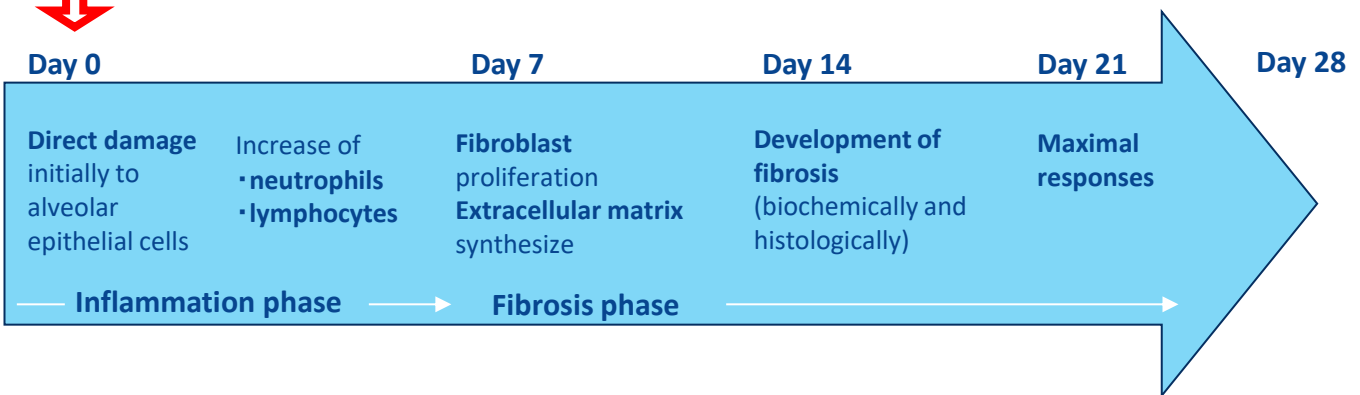 Day 0
Day 7
Day 14
Day 21
Day 28
Direct damage
initially to
alveolar
epithelial cells
Increase of
・neutrophils
・lymphocytes
Fibroblast
proliferation
Extracellular matrix
synthesize
Development of
fibrosis
(biochemically and
histologically)
Maximal
responses
Inflammation phase
Fibrosis phase